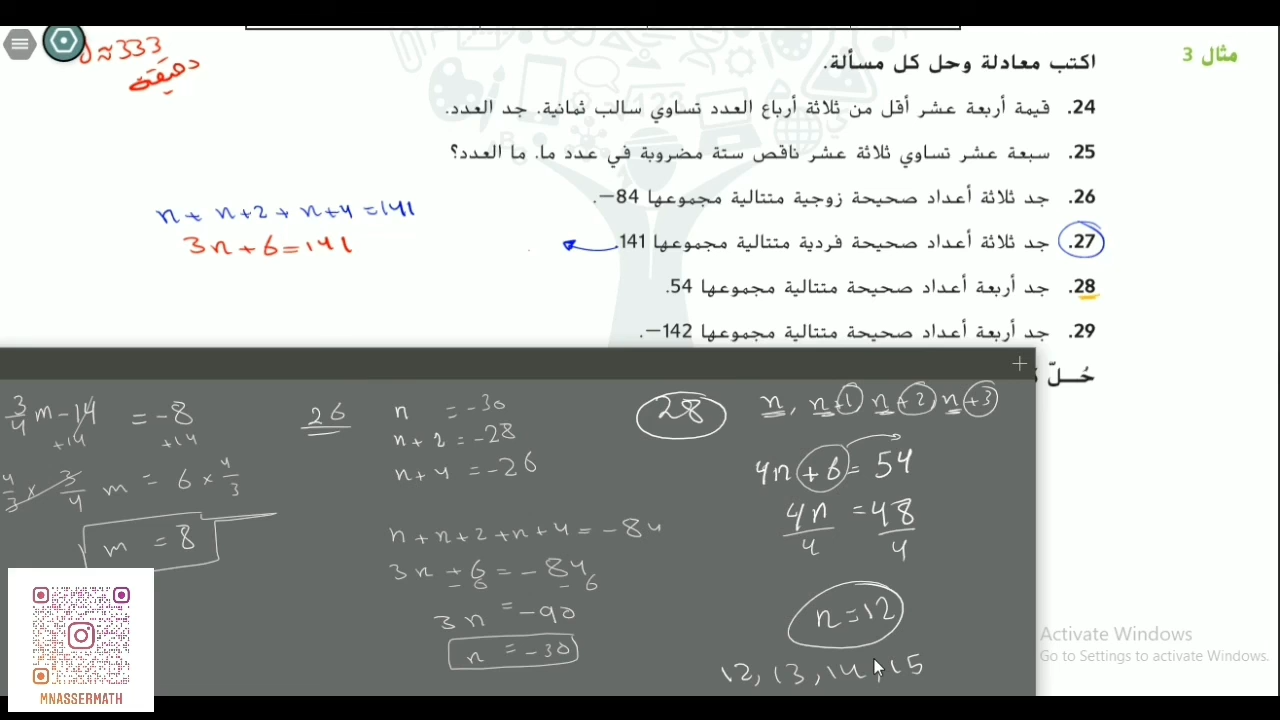 مثال 3
≈ 333
دقيقة
اكتب معادلة وحل كل مسألة.
24. قيمة أربعة عشر أقل من ثلاثة أرباع العدد تساوي سالب ثمانية. جد العدد.
25. سبعة عشر تساوي ثلاثة عشر ناقص ستة مضروبة في عدد ما. ما العدد؟
26. جد ثلاثة أعداد صحيحة زوجية متتالية مجموعها 84−.
27. جد ثلاثة أعداد صحيحة فردية متتالية مجموعها 141.
28. جد أربعة أعداد صحيحة متتالية مجموعها 54.
29. جد أربعة أعداد صحيحة متتالية مجموعها 142−.
حُلّ
n + n+2 + n+4 = 141
3n + 6 = 141
3/4 m - 14 = -8
+14 +14
4/3 × 3/4 m = 6 × 4/3
m = 8
26
n = -30
n + 2 = -28
n + 4 = -26
n + n + 2 + n + 4 = -84
3n + 6 = -84
- 6 - 6
3n = -90
n = -30
28
n, n+1 n+2 n+3
4n + 6 = 54
4n/4 = 48/4
n = 12
12, 13, 14, 15
MNASSERMATH
Activate Windows
Go to Settings to activate Windows.